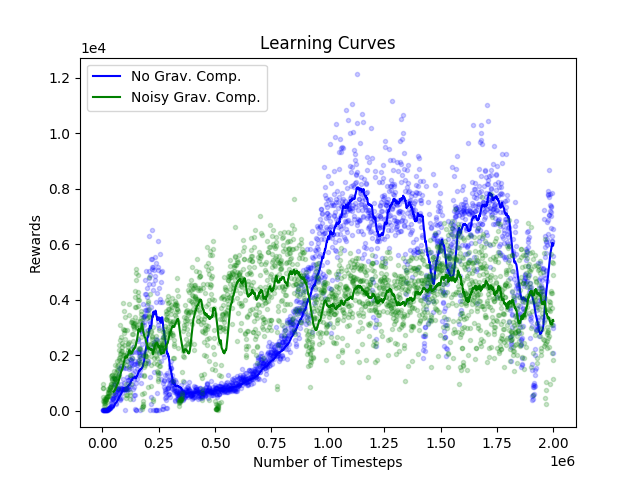 Learning Curves
1e4
No Grav. Comp.
Noisy Grav. Comp.
1.2
1.0
0.8
0.6
0.4
0.2
0.0
Rewards
0.00 0.25 0.50 0.75 1.00 1.25 1.50 1.75 2.00
Number of Timesteps
1e6